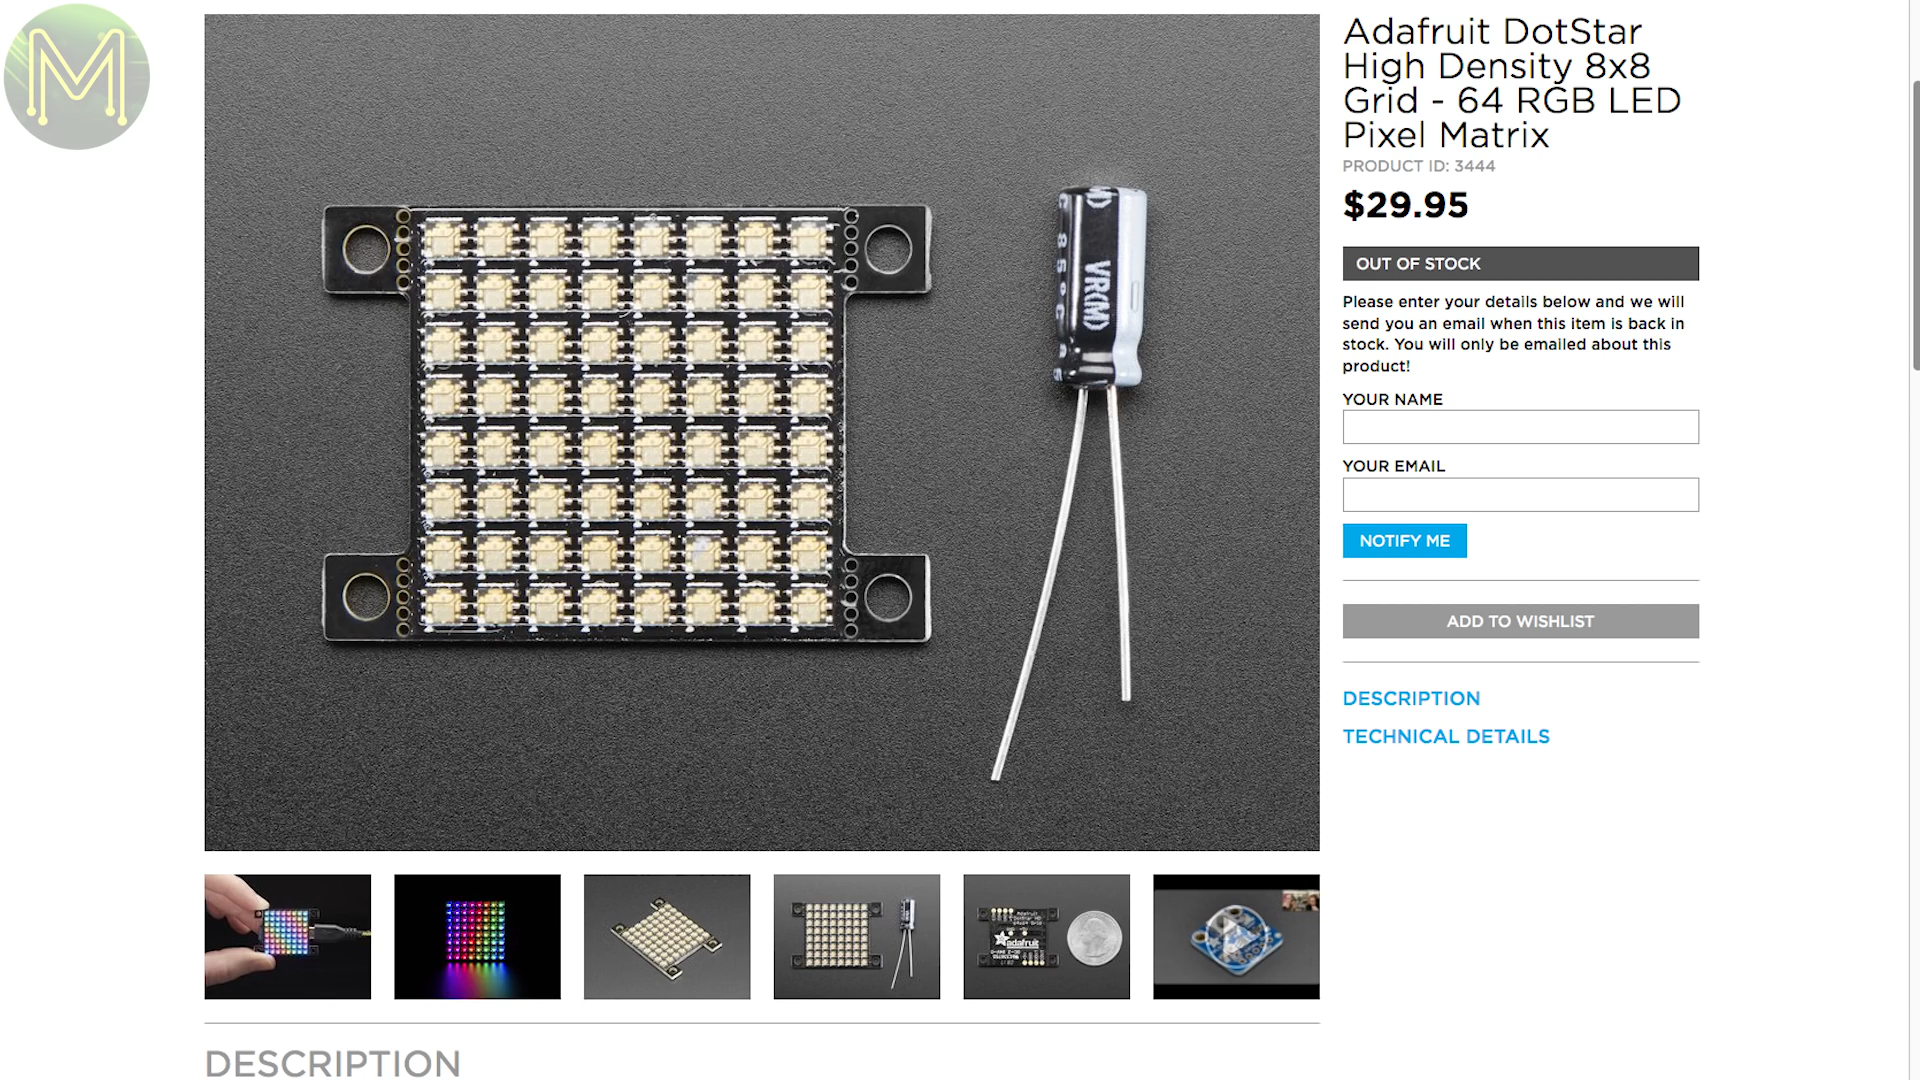 M
Adafruit DotStar
High Density 8x8
Grid - 64 RGB LED
Pixel Matrix
PRODUCT ID: 3444
$29.95
OUT OF STOCK
Please enter your details below and we will
send you an email when this item is back in
stock. You will only be emailed about this
product!
YOUR NAME
YOUR EMAIL
NOTIFY ME
ADD TO WISHLIST
DESCRIPTION
TECHNICAL DETAILS
VR(M)
85°C
adafruit
DESCRIPTION